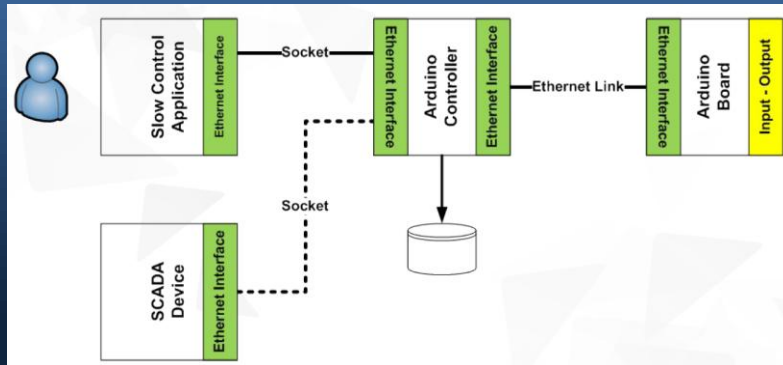 Slow Control
Application
Ethernet Interface
Socket
Ethernet Interface
Arduino
Controller
Ethernet Interface
Ethernet Link
Ethernet Interface
Arduino
Board
Input - Output
Socket
SCADA
Device
Ethernet Interface